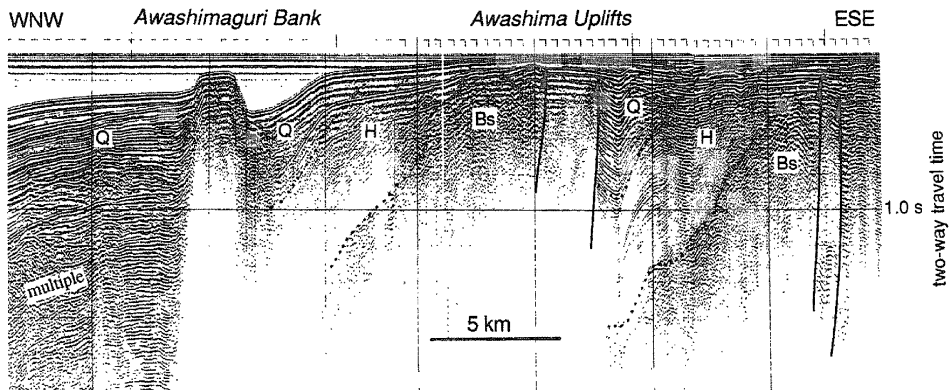 WNW Awashimaguri Bank Awashima Uplifts ESE
Q Q H Bs Q H Bs
1.0 s
two-way travel time
multiple
5 km